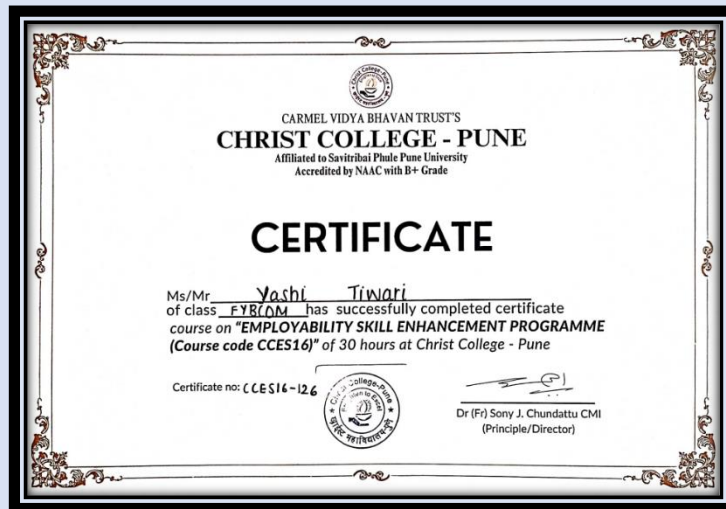 CARMEL VIDYA BHAVAN TRUST'S
CHRIST COLLEGE - PUNE
Affiliated to Savitribai Phule Pune University
Accredited by NAAC with B+ Grade
CERTIFICATE
Ms/Mr Yashi Tiwari
of class FYBCOM has successfully completed certificate
course on "EMPLOYABILITY SKILL ENHANCEMENT PROGRAMME
(Course code CCES16)" of 30 hours at Christ College - Pune
Certificate no: CCES16-126
Christ College-Pune
Dr (Fr) Sony J. Chundattu CMI
(Principle/Director)